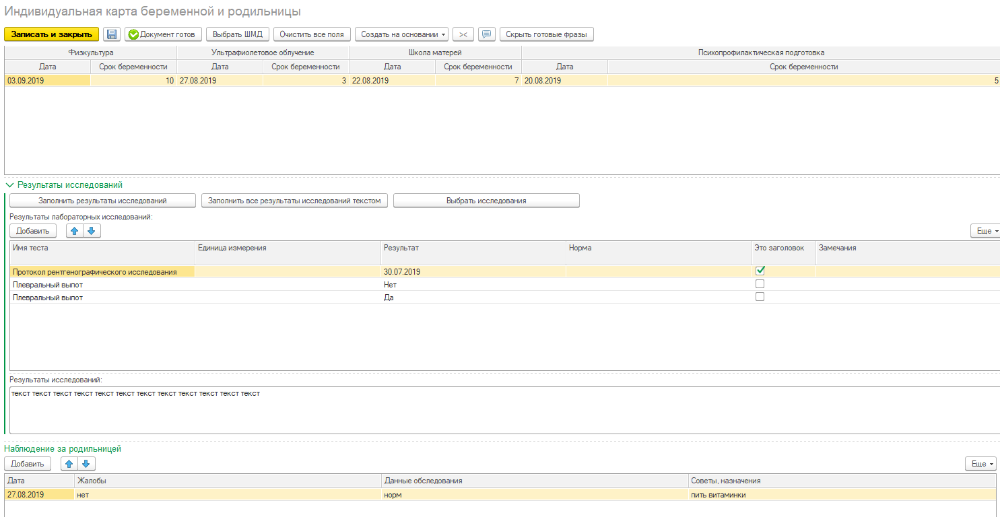 Индивидуальная карта беременной и родильницы
Записать и закрыть Документ готов Выбрать ШМД Очистить все поля Создать на основании Скрыть готовые фразы
Физкультура Ультрафиолетовое облучение Школа матерей Психопрофилактическая подготовка
Дата Срок беременности Дата Срок беременности Дата Срок беременности Дата Срок беременности
03.09.2019 10 27.08.2019 3 22.08.2019 7 20.08.2019 5
Результаты исследований
Заполнить результаты исследований Заполнить все результаты исследований текстом Выбрать исследования
Результаты лабораторных исследований:
Добавить Еще
Имя теста Единица измерения Результат Норма Это заголовок Замечания
Протокол рентгенографического исследования 30.07.2019
Плевральный выпот Нет
Плевральный выпот Да
Результаты исследований:
текст текст текст текст текст текст текст текст текст текст текст текст
Наблюдение за родильницей
Добавить Еще
Дата Жалобы Данные обследования Советы, назначения
27.08.2019 нет норм пить витаминки